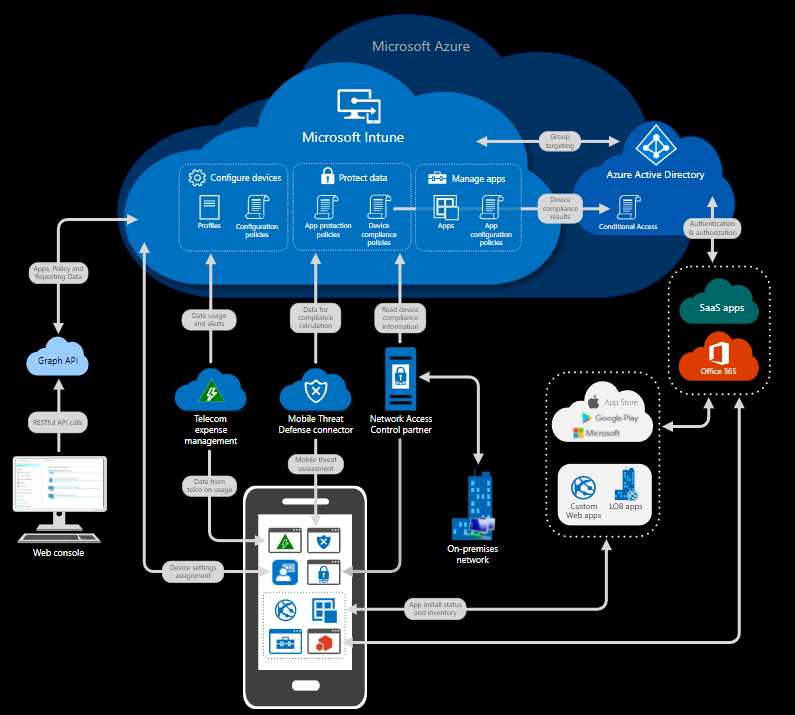 Microsoft Azure
Microsoft Intune
Group
targeting
Azure Active Directory
Configure devices
Protect data
Manage apps
Profiles
Configuration
policies
App protection
policies
Device
compliance
policies
Apps
App
configuration
policies
Device
compliance
results
Conditional Access
Authentication
& authorization
Apps, Policy and
Reporting Data
Data usage
and alerts
Data for
compliance
calculation
Read device
compliance
information
SaaS apps
Office 365
Graph API
RESTful API calls
Telecom
expense
management
Mobile Threat
Defense connector
Network Access
Control partner
App Store
Google Play
Microsoft
Mobile threat
assessment
Data from
telco on usage
Custom
Web apps
LOB apps
Web console
On-premises
network
Device settings
assignment
App install status
and inventory